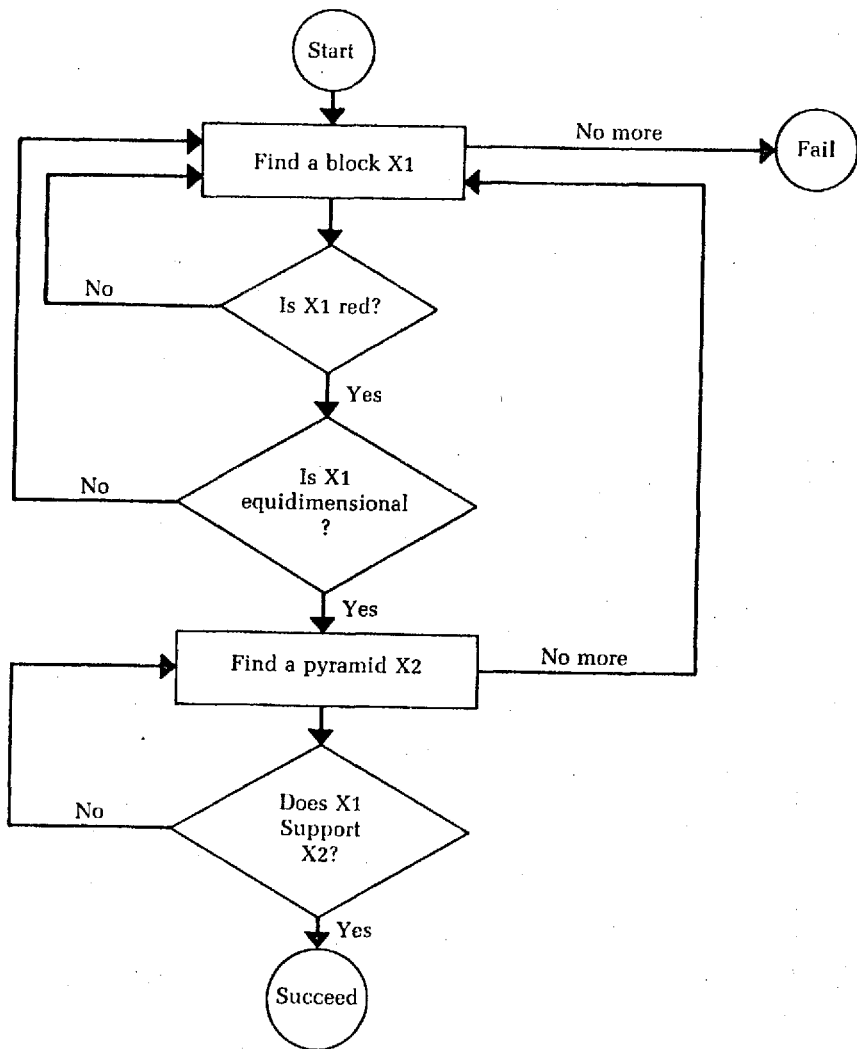 Start
No more
Find a block X1
Fail
No
Is X1 red?
Yes
No
Is X1
equidimensional
?
Yes
Find a pyramid X2
No more
No
Does X1
Support
X2?
Yes
Succeed